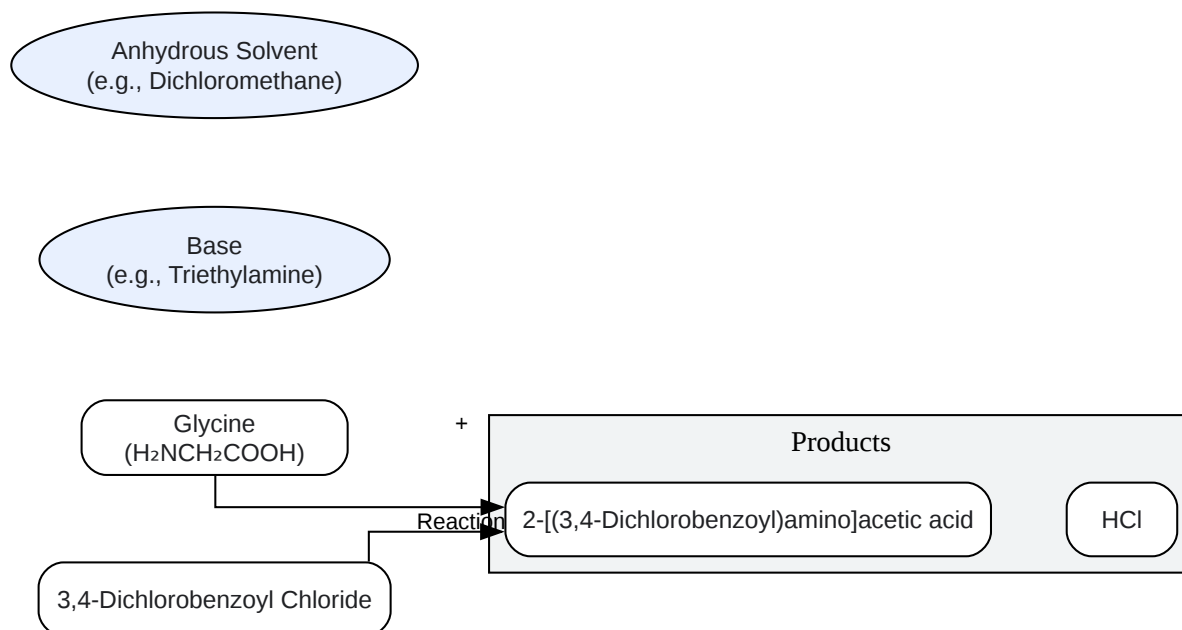 Anhydrous Solvent
(e.g., Dichloromethane)
Base
(e.g., Triethylamine)
Glycine
(H₂NCH₂COOH)
+
Products
Reaction
2-[(3,4-Dichlorobenzoyl)amino]acetic acid
HCl
3,4-Dichlorobenzoyl Chloride